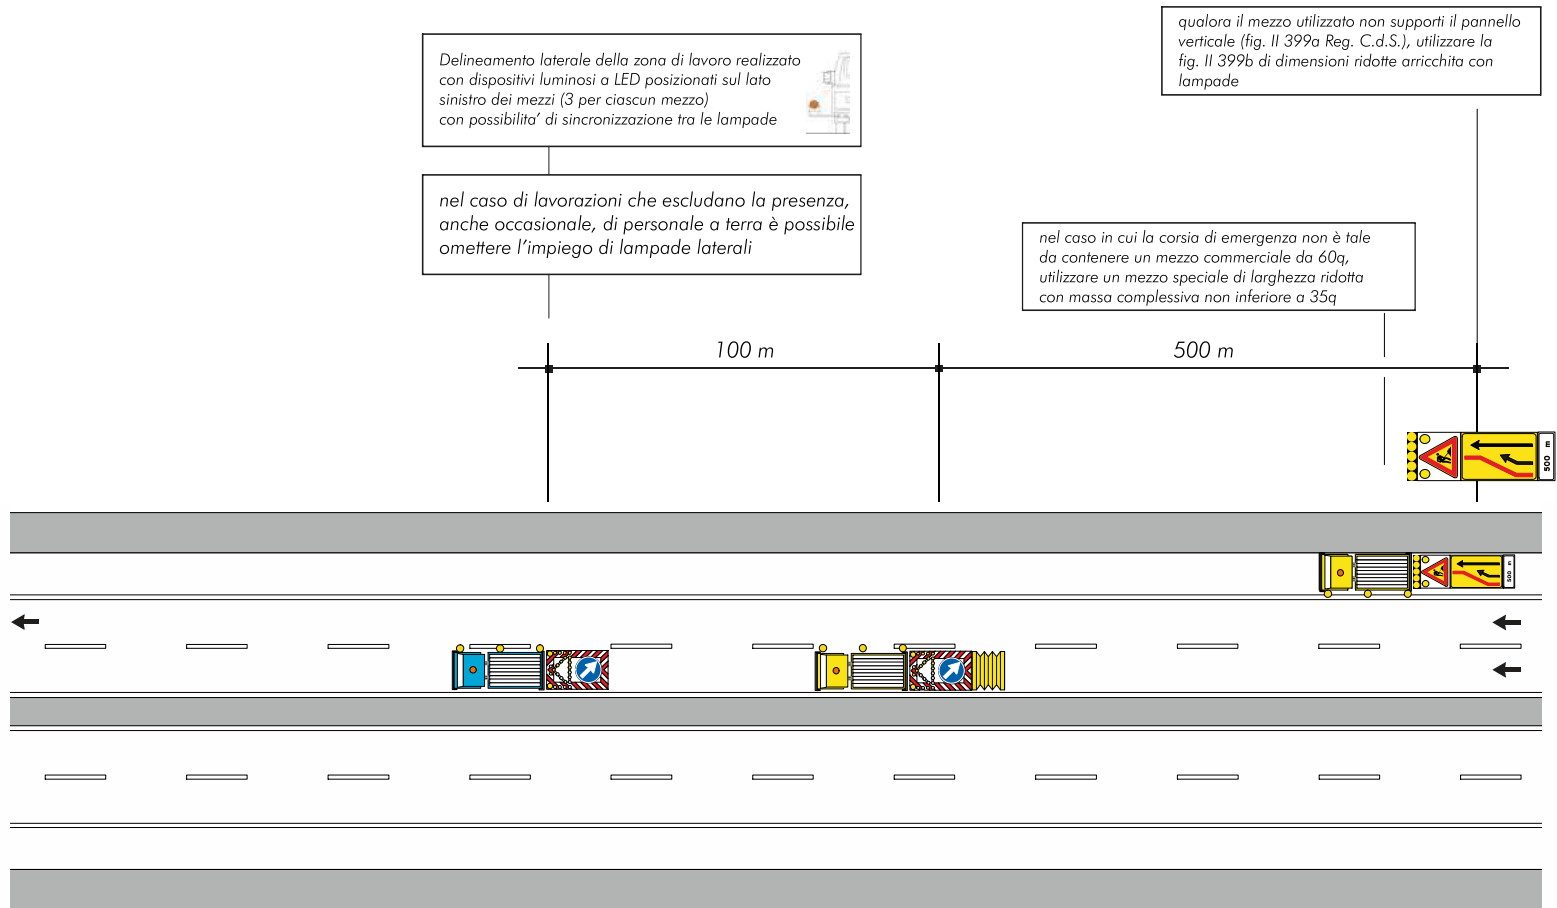 qualora il mezzo utilizzato non supporti il pannello
verticale (fig. II 399a Reg. C.d.S.), utilizzare la
fig. II 399b di dimensioni ridotte arricchita con
lampade
Delineamento laterale della zona di lavoro realizzato
con dispositivi luminosi a LED posizionati sul lato
sinistro dei mezzi (3 per ciascun mezzo)
con possibilita' di sincronizzazione tra le lampade
nel caso di lavorazioni che escludano la presenza,
anche occasionale, di personale a terra è possibile
omettere l'impiego di lampade laterali
nel caso in cui la corsia di emergenza non è tale
da contenere un mezzo commerciale da 60q,
utilizzare un mezzo speciale di larghezza ridotta
con massa complessiva non inferiore a 35q
100 m
500 m
500 m
500 m